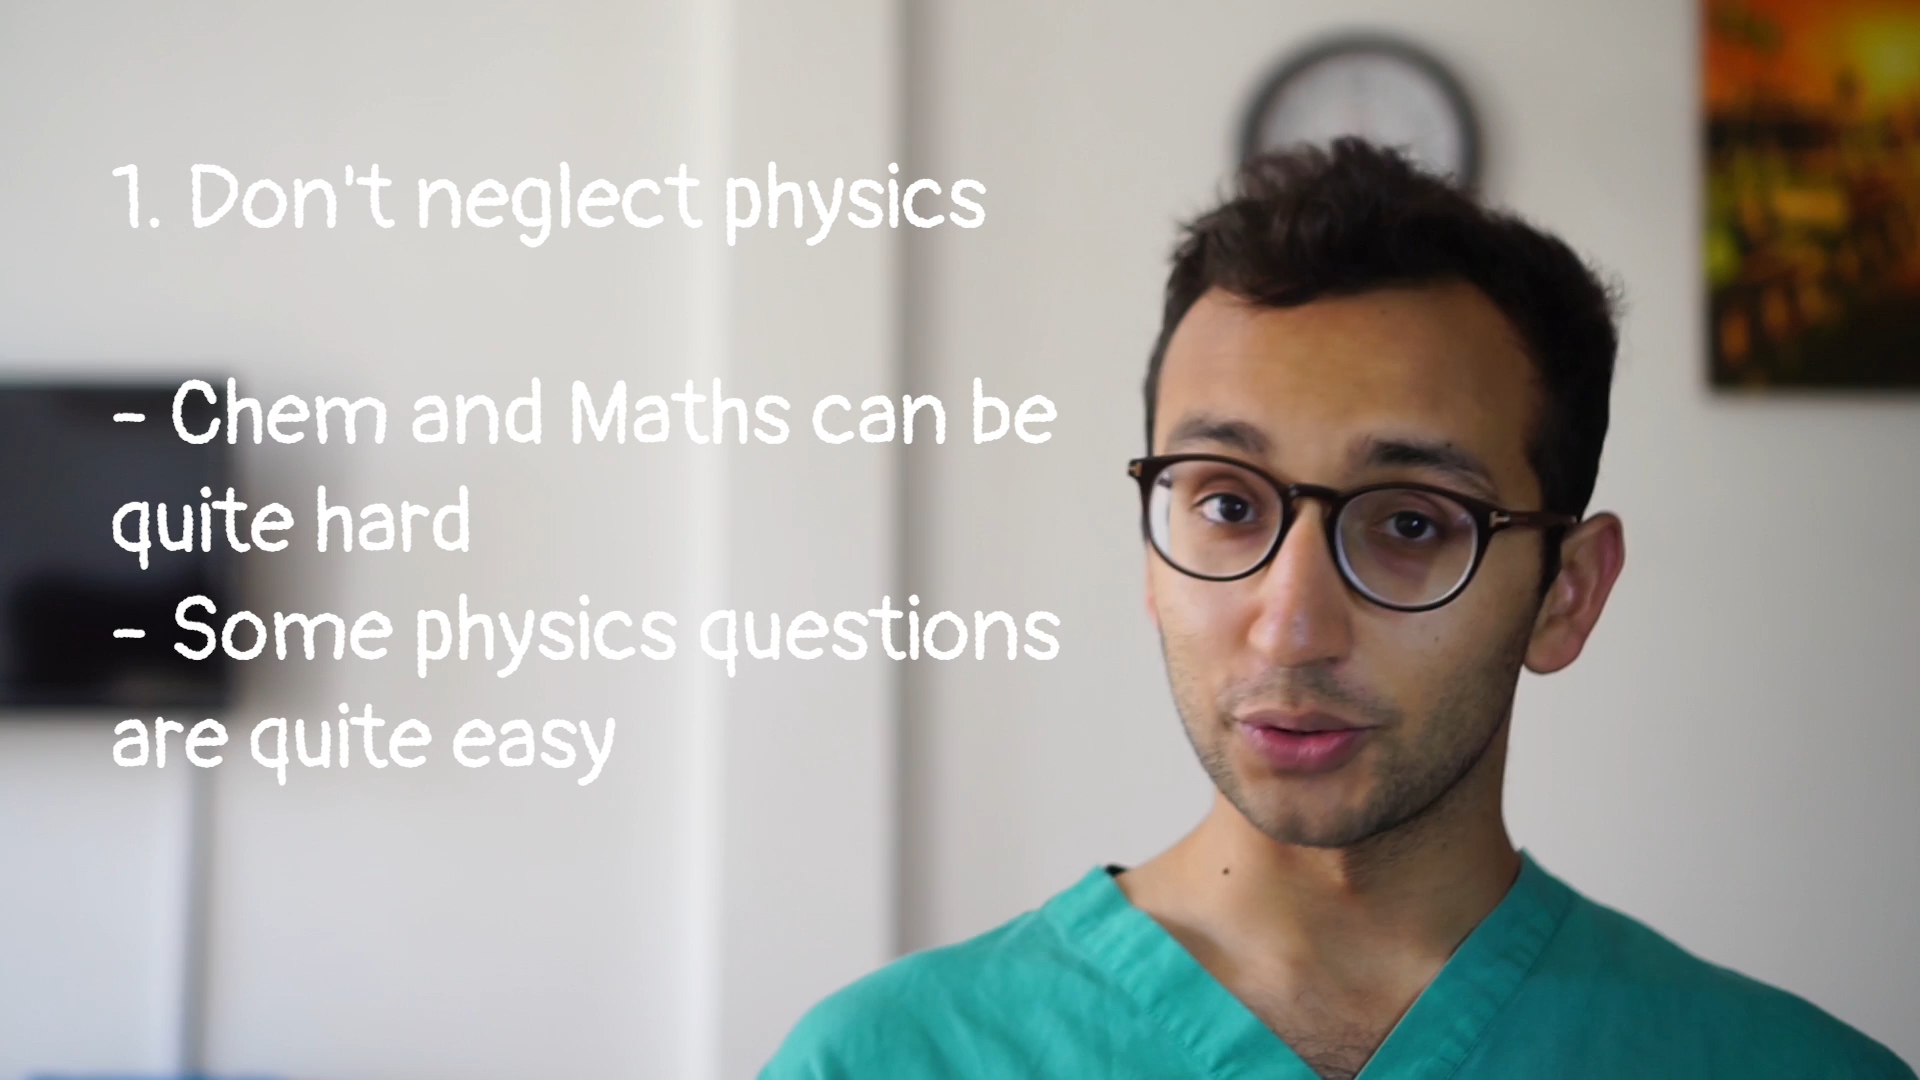 1. Don't neglect physics
- Chem and Maths can be
quite hard
- Some physics questions
are quite easy